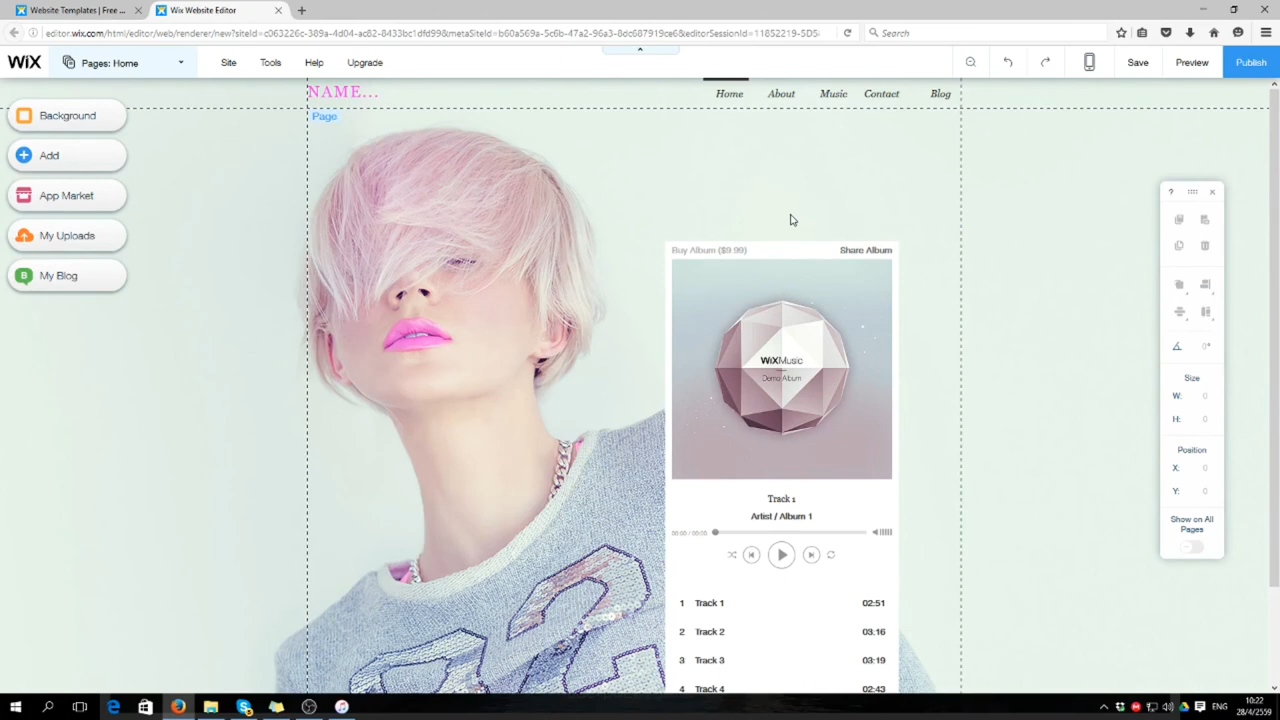 Website Templates | Free ...
Wix Website Editor
editor.wix.com/html/editor/web/renderer/new?siteId=c063226c-389a-4d04-ac82-8433bc1dfd99&metaSiteId=b60a569a-5c6b-47a2-96a3-8dc687919ce6&editorSessionId=11852219-5D5
Search
WiX
Pages: Home
Site
Tools
Help
Upgrade
Save
Preview
Publish
NAME...
Home
About
Music
Contact
Blog
Page
Background
Add
App Market
My Uploads
My Blog
Buy Album ($9.99)
Share Album
WiXMusic
Demo Album
Track 1
Artist / Album 1
1 Track 1 02:51
2 Track 2 03:16
3 Track 3 03:19
4 Track 4 02:43
?
0°
Size
W: 0
H: 0
Position
X: 0
Y: 0
Show on All
Pages
ENG
10:22
28/4/2559